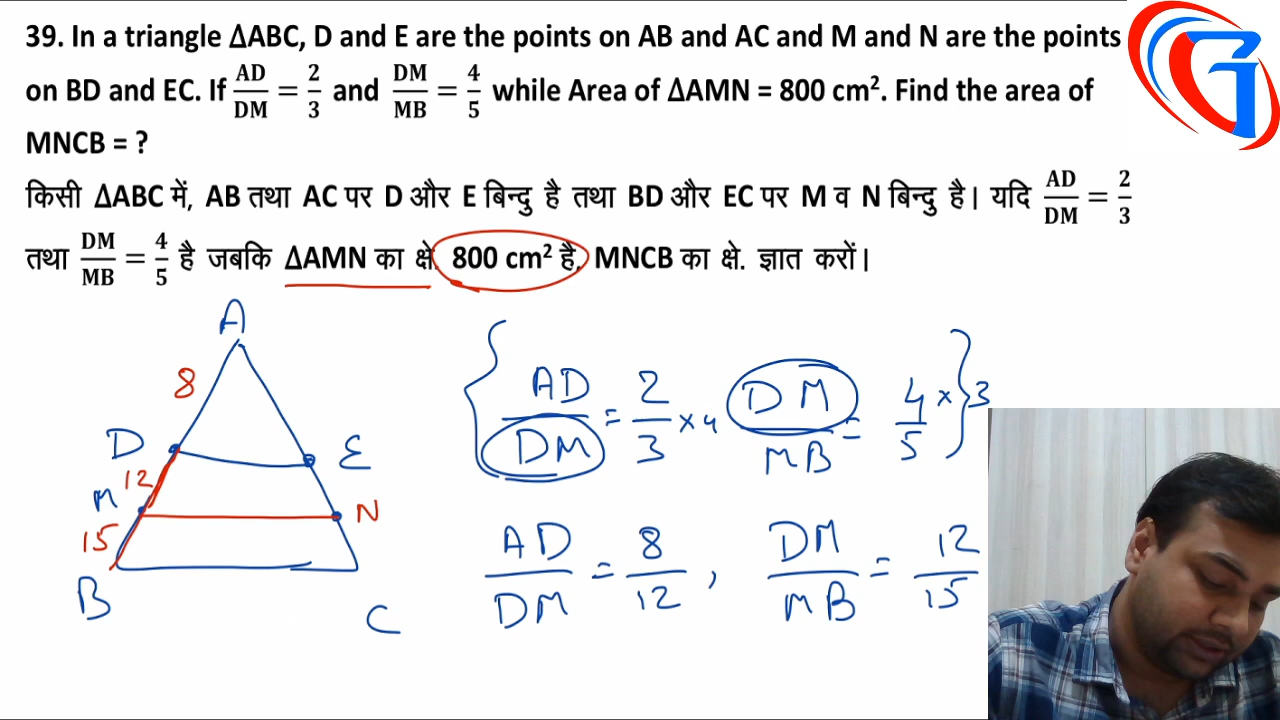 39. In a triangle ΔABC, D and E are the points on AB and AC and M and N are the points
on BD and EC. If AD/DM = 2/3 and DM/MB = 4/5 while Area of ΔAMN = 800 cm². Find the area of
MNCB = ?
किसी ΔABC में, AB तथा AC पर D और E बिन्दु है तथा BD और EC पर M व N बिन्दु है। यदि AD/DM = 2/3
तथा DM/MB = 4/5 है जबकि ΔAMN का क्षे. 800 cm² है, MNCB का क्षे. ज्ञात करों।
A
8
D
E
12
M
N
15
B
C
{ AD/DM = 2/3 × 4 DM/MB = 4/5 × } 3
AD/DM = 8/12 , DM/MB = 12/15
G